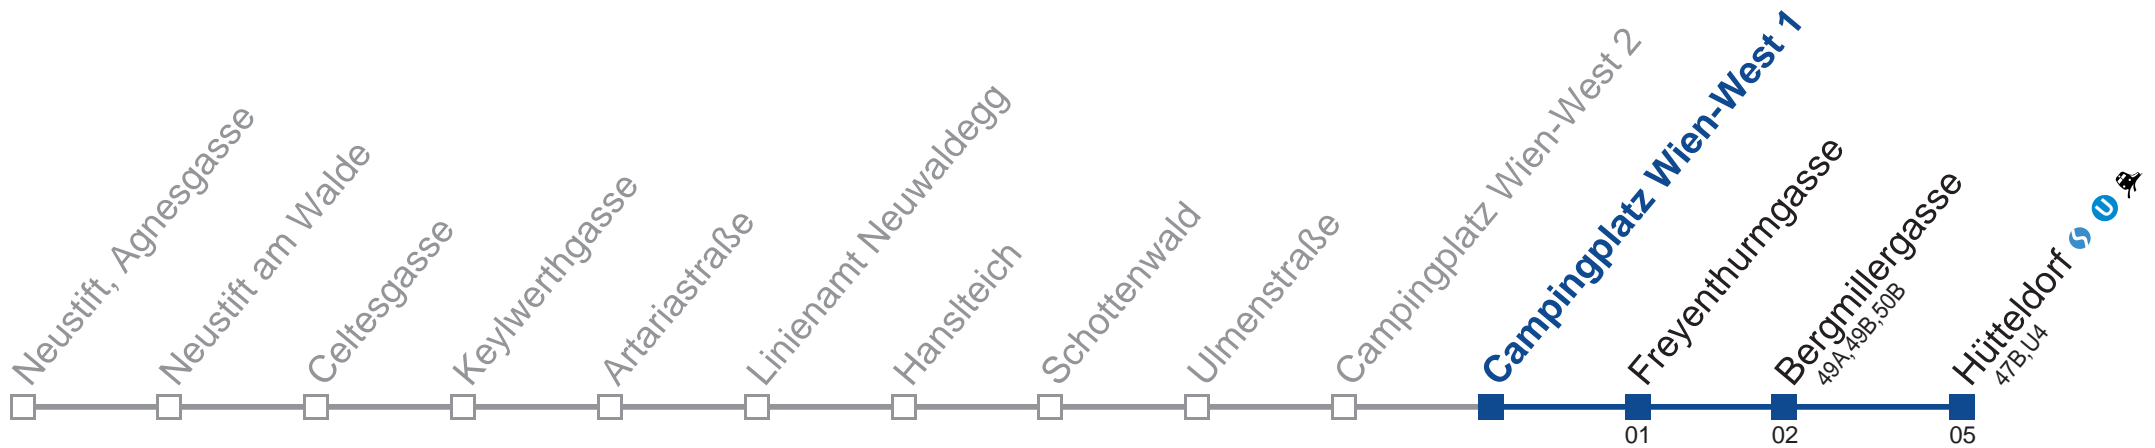 Neustift, Agnesgasse
Neustift am Walde
Celtesgasse
Keylwerthgasse
Artariastraße
Linienamt Neuwaldegg
Hanslteich
Schottenwald
Ulmenstraße
Campingplatz Wien-West 2
Campingplatz Wien-West 1
Freyenthurmgasse
Bergmillergasse
49A,49B,50B
Hütteldorf S U
47B,U4
01
02
05